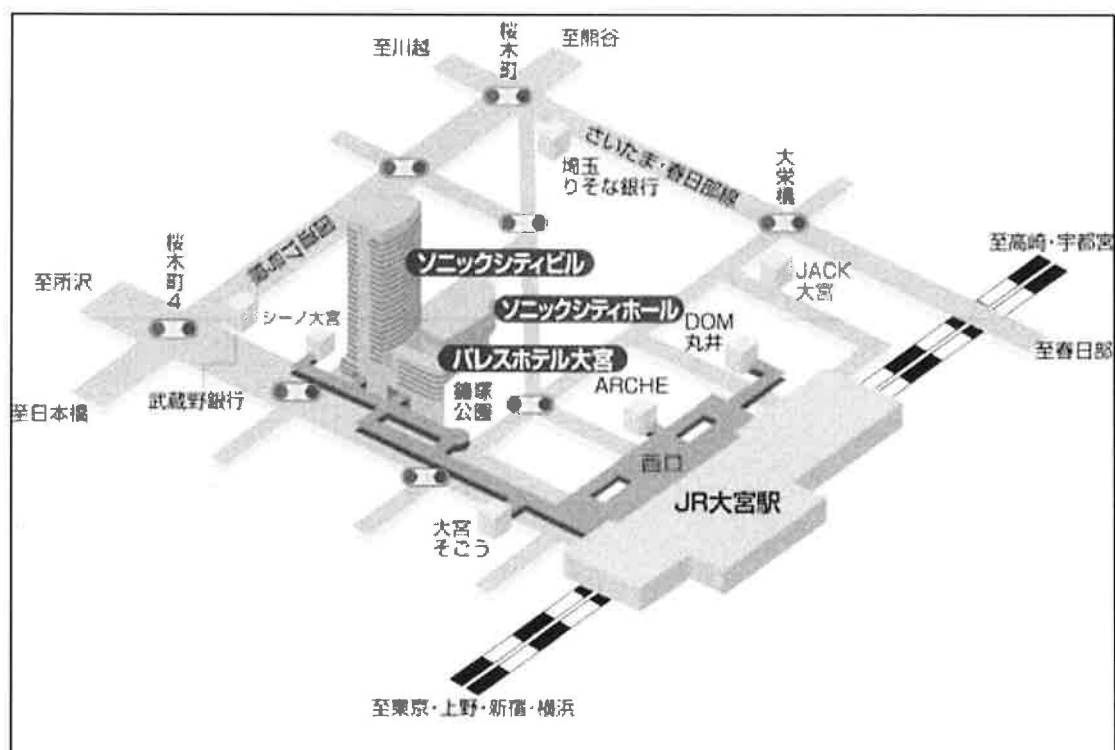 至川越
桜木町
至熊谷
さいたま・春日部線
埼玉
りそな銀行
大栄橋
至高崎・宇都宮
国道17号線
桜木町4
至所沢
ソニックシティビル
JACK
大宮
シーノ大宮
ソニックシティホール
DOM
丸井
至春日部
パレスホテル大宮
ARCHE
鐘塚
公園
武蔵野銀行
至日本橋
西口
JR大宮駅
大宮
そごう
至東京・上野・新宿・横浜